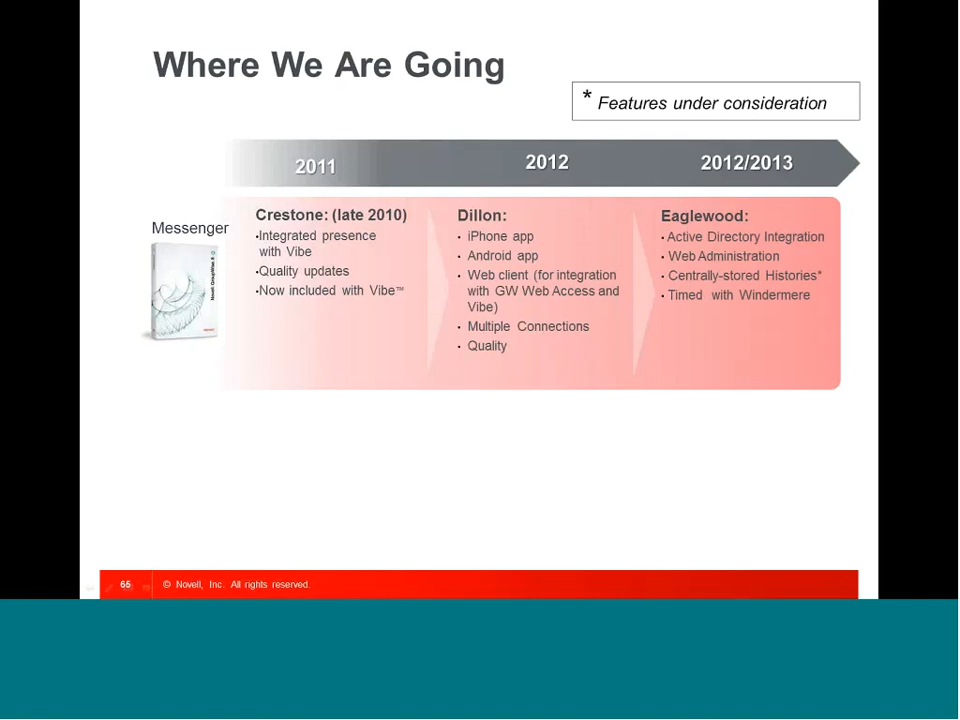 Where We Are Going
* Features under consideration
2011
2012
2012/2013
Messenger
Crestone: (late 2010)
•Integrated presence
with Vibe
•Quality updates
•Now included with Vibe™
Dillon:
• iPhone app
• Android app
• Web client (for integration
with GW Web Access and
Vibe)
• Multiple Connections
• Quality
Eaglewood:
• Active Directory Integration
• Web Administration
• Centrally-stored Histories*
• Timed with Windermere
Novell GroupWise 8
65
© Novell, Inc. All rights reserved.